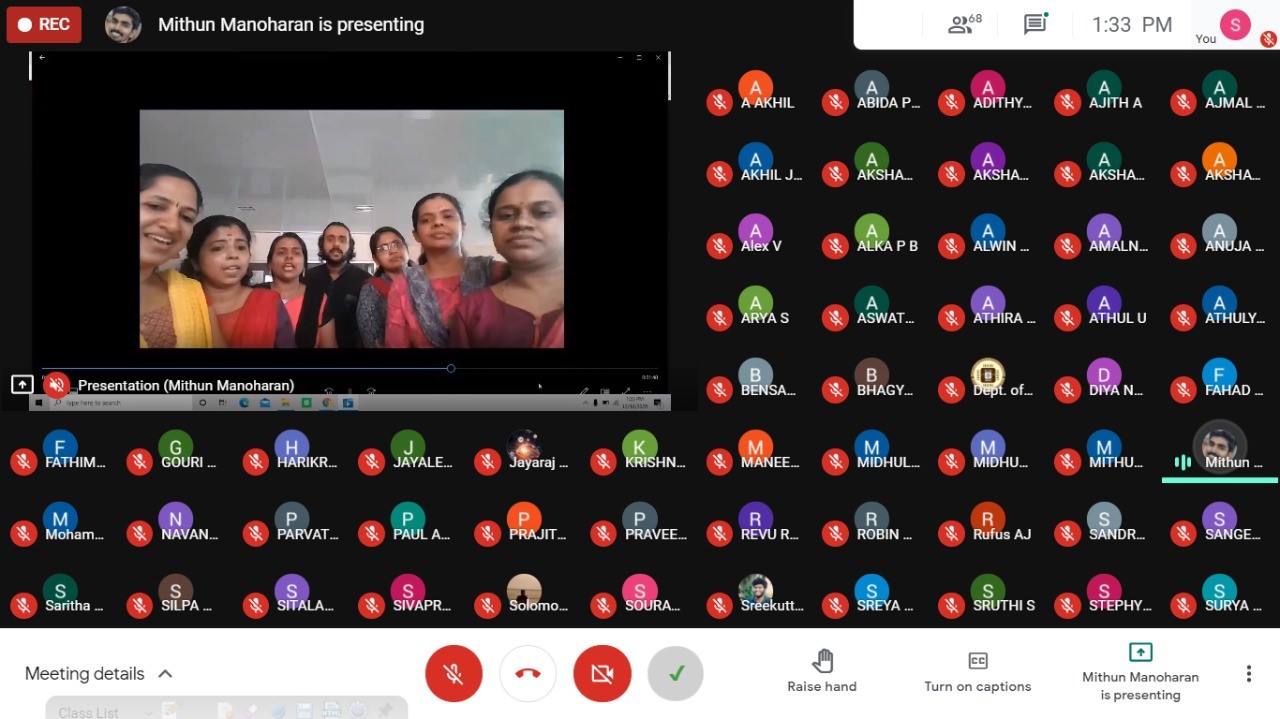 REC
Mithun Manoharan is presenting
68
1:33 PM
You
S
A AKHIL
ABIDA P...
ADITHY...
AJITH A
AJMAL ...
AKHIL J...
AKSHA...
AKSHA...
AKSHA...
AKSHA...
Alex V
ALKA P B
ALWIN ...
AMALN...
ANUJA ...
ARYA S
ASWAT...
ATHIRA ...
ATHUL U
ATHULY...
Presentation (Mithun Manoharan)
Type here to search
BENSA...
BHAGY...
Dept. of...
DIYA N...
FAHAD ...
FATHIM...
GOURI ...
HARIKR...
JAYALE...
Jayaraj ...
KRISHN...
MANEE...
MIDHUL...
MIDHU...
MITHU...
Mithun ...
Moham...
NAVAN...
PARVAT...
PAUL A...
PRAJIT...
PRAVEE...
REVU R...
ROBIN ...
Rufus AJ
SANDR...
SANGE...
Saritha ...
SILPA ...
SITALA...
SIVAPR...
Solomo...
SOURA...
Sreekutt...
SREYA ...
SRUTHI S
STEPHY...
SURYA ...
Meeting details
Raise hand
Turn on captions
Mithun Manoharan
is presenting
Class List